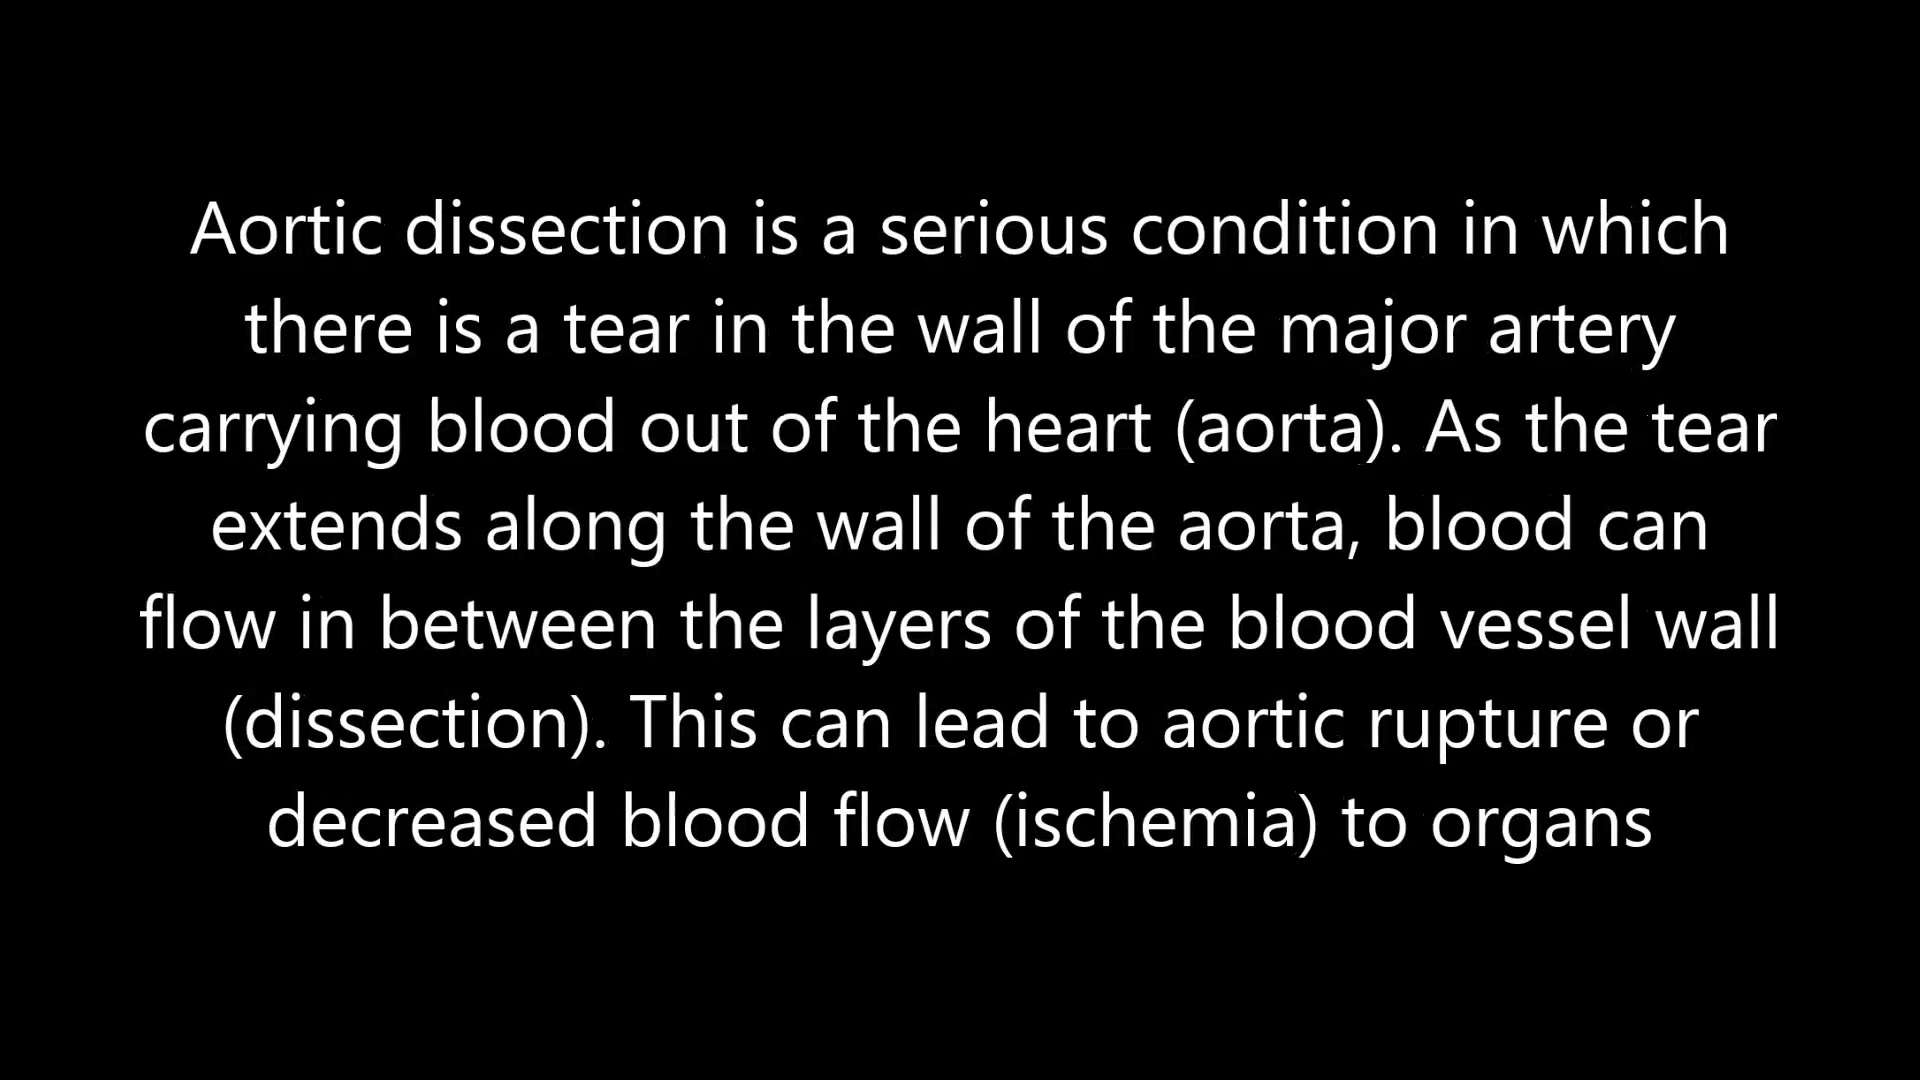 Aortic dissection is a serious condition in which
there is a tear in the wall of the major artery
carrying blood out of the heart (aorta). As the tear
extends along the wall of the aorta, blood can
flow in between the layers of the blood vessel wall
(dissection). This can lead to aortic rupture or
decreased blood flow (ischemia) to organs